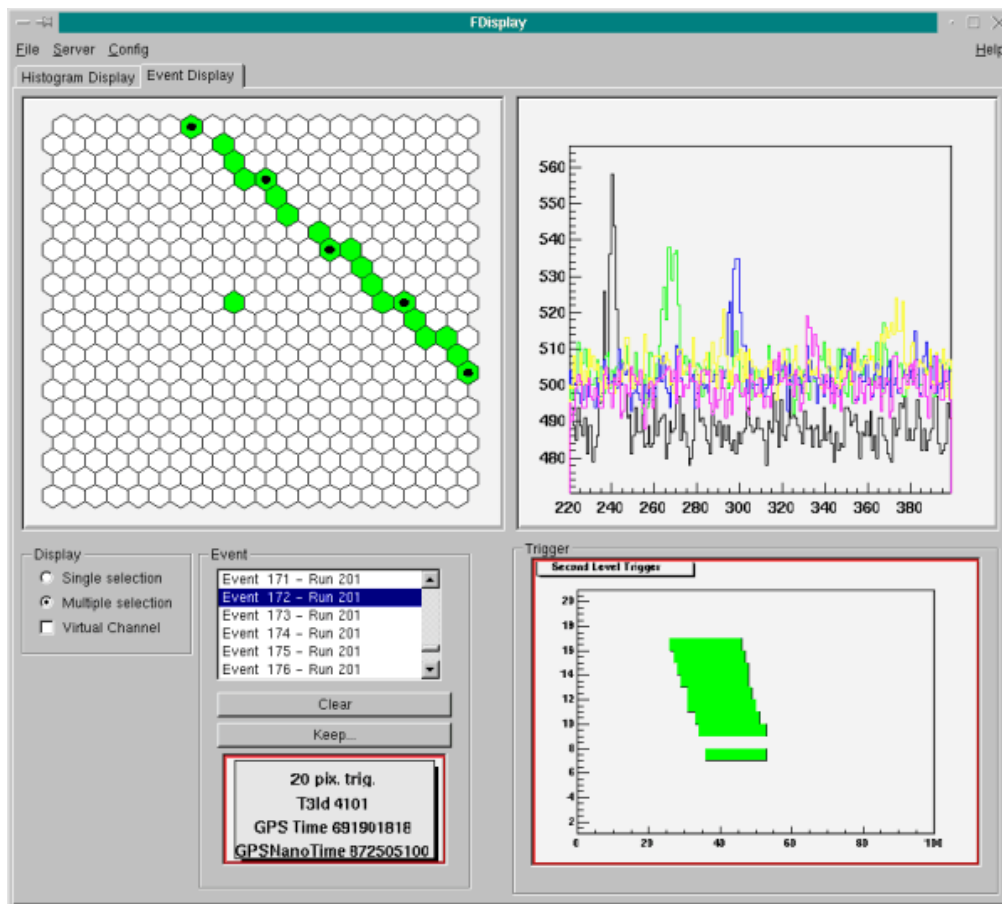 FDisplay
File Server Config Help
Histogram Display Event Display
560
550
540
530
520
510
500
490
480
220 240 260 280 300 320 340 360 380
Display
Single selection
Multiple selection
Virtual Channel
Event
Event 171 - Run 201
Event 172 - Run 201
Event 173 - Run 201
Event 174 - Run 201
Event 175 - Run 201
Event 176 - Run 201
Clear
Keep...
20 pix. trig.
T3Id 4101
GPS Time 691901818
GPSNanoTime 872505100
Trigger
Second Level Trigger
20
18
16
14
12
10
8
6
4
2
0 20 40 60 80 100